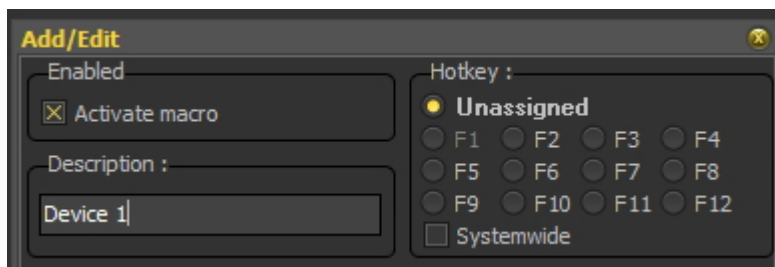 Add/Edit
Enabled
Activate macro
Description :
Device 1
Hotkey :
Unassigned
F1 F2 F3 F4
F5 F6 F7 F8
F9 F10 F11 F12
Systemwide